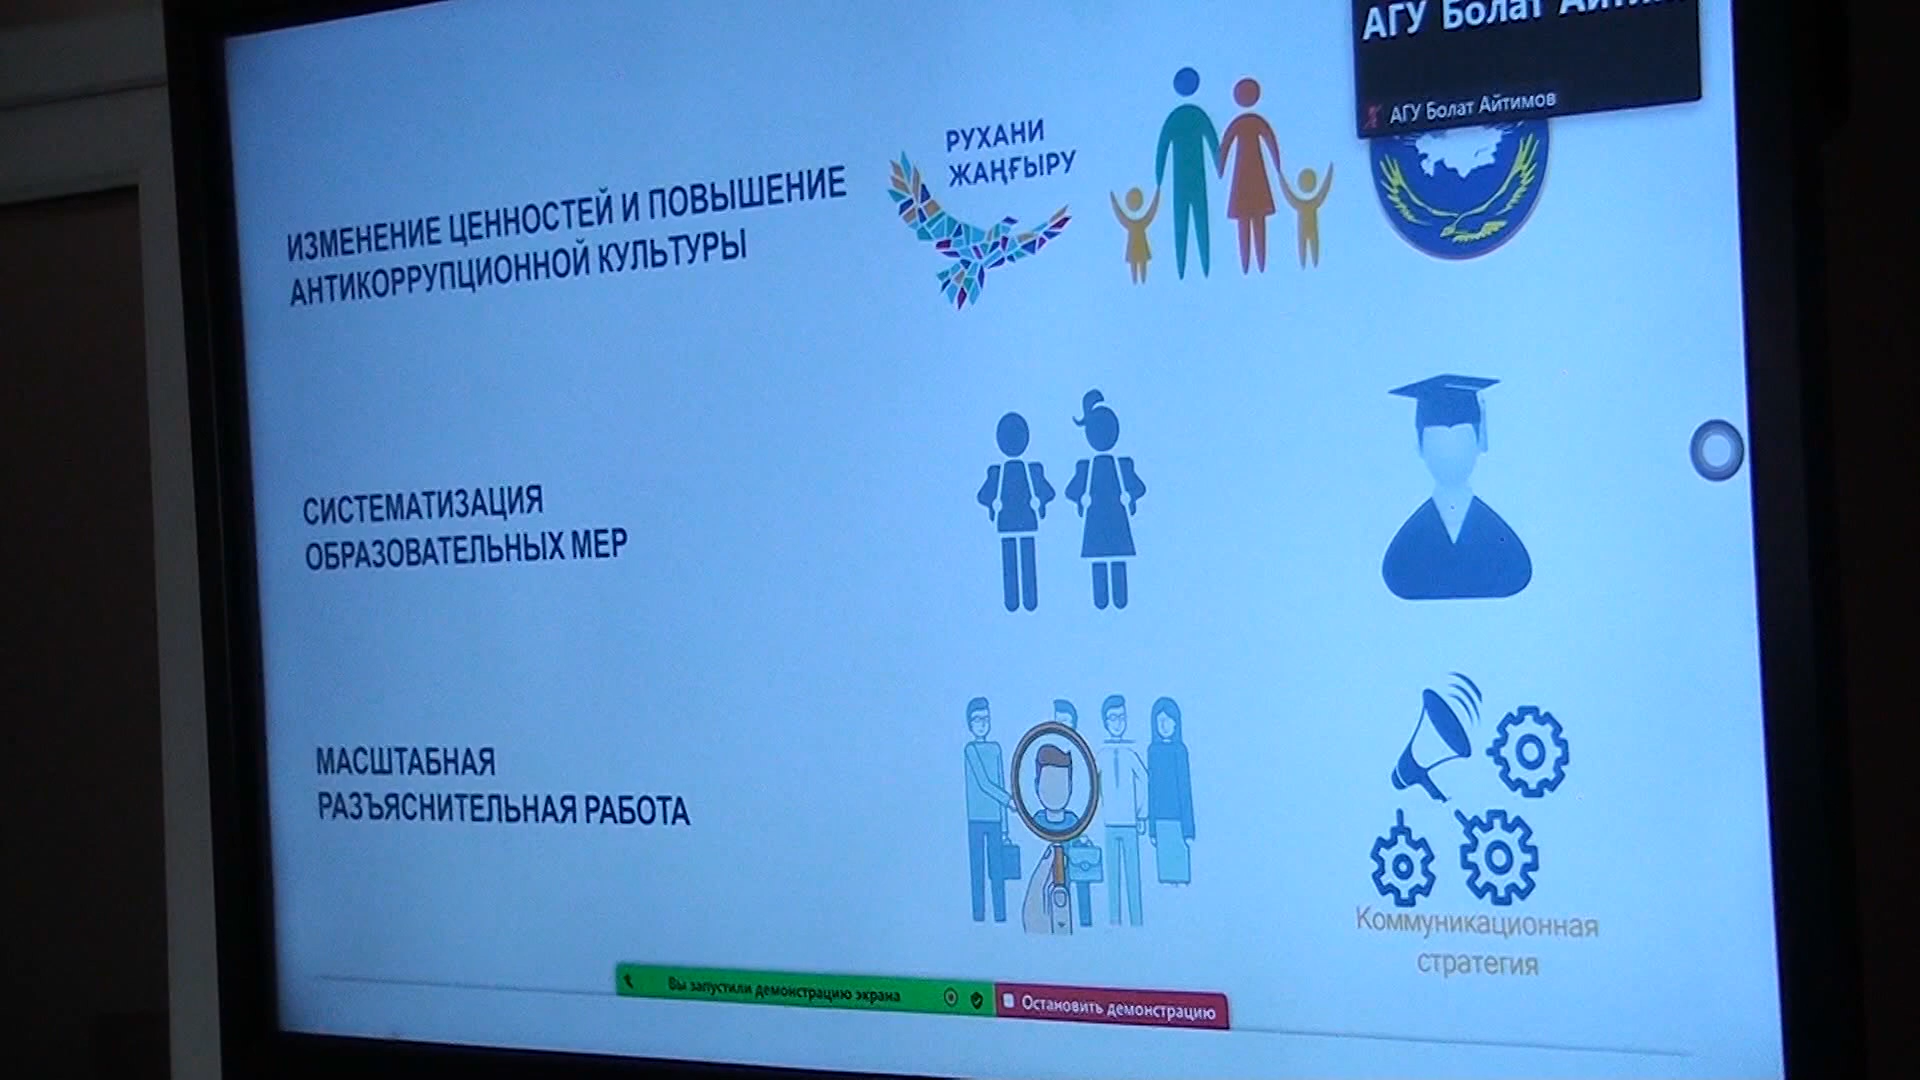 АГУ Болат
АГУ Болат Айтимов
РУХАНИ
ЖАҢҒЫРУ
ИЗМЕНЕНИЕ ЦЕННОСТЕЙ И ПОВЫШЕНИЕ
АНТИКОРРУПЦИОННОЙ КУЛЬТУРЫ
СИСТЕМАТИЗАЦИЯ
ОБРАЗОВАТЕЛЬНЫХ МЕР
МАСШТАБНАЯ
РАЗЪЯСНИТЕЛЬНАЯ РАБОТА
Коммуникационная
стратегия
Вы запустили демонстрацию экрана
Остановить демонстрацию